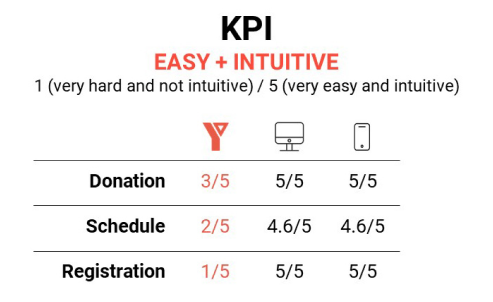 KPI
EASY + INTUITIVE
1 (very hard and not intuitive) / 5 (very easy and intuitive)
Donation 3/5 5/5 5/5
Schedule 2/5 4.6/5 4.6/5
Registration 1/5 5/5 5/5